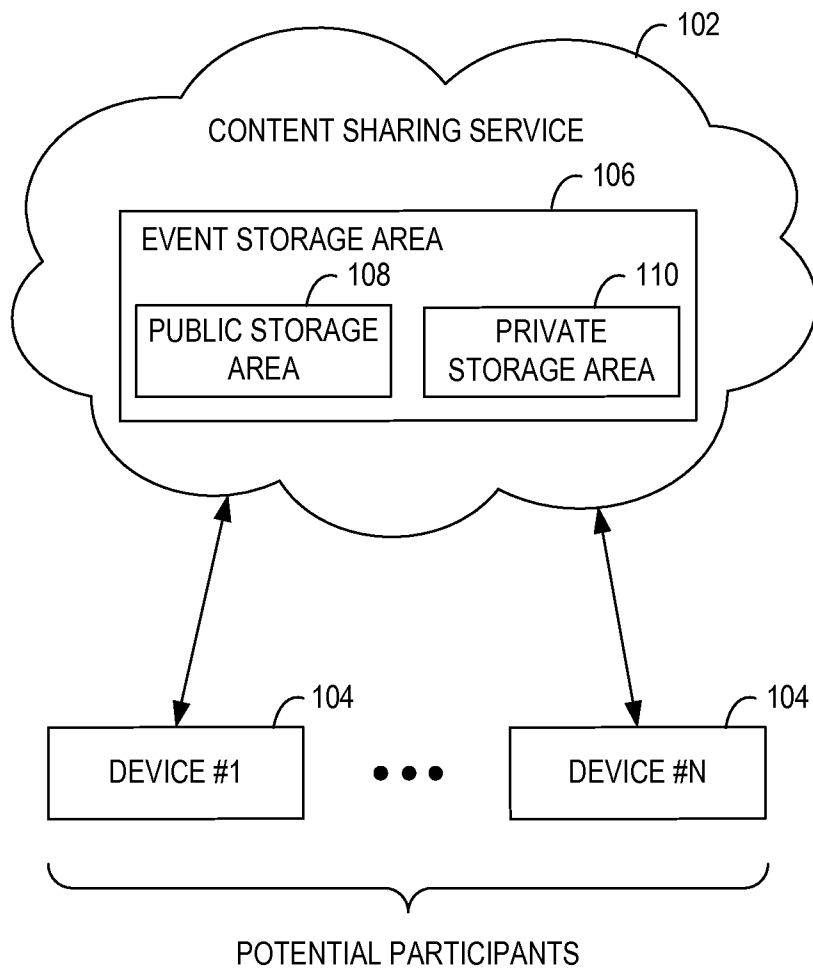 102
CONTENT SHARING SERVICE
106
EVENT STORAGE AREA
108
110
PUBLIC STORAGE
AREA
PRIVATE
STORAGE AREA
104
104
DEVICE #1
DEVICE #N
POTENTIAL PARTICIPANTS